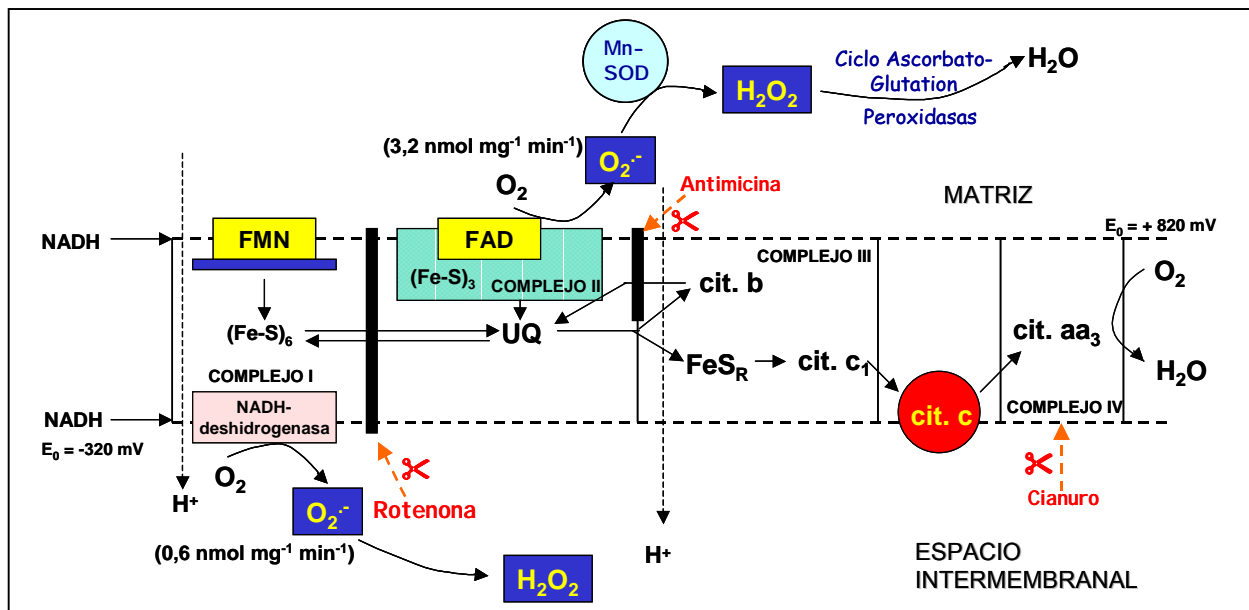 Mn-
SOD
Ciclo Ascorbato-
Glutation
Peroxidasas
H₂O
H₂O₂
(3,2 nmol mg⁻¹ min⁻¹)
O₂·⁻
O₂
Antimicina
MATRIZ
E₀ = + 820 mV
NADH
FMN
FAD
(Fe-S)₃
COMPLEJO II
COMPLEJO III
cit. b
O₂
(Fe-S)₆
UQ
FeS_R
cit. c₁
cit. aa₃
H₂O
COMPLEJO I
NADH-
deshidrogenasa
cit. c
COMPLEJO IV
NADH
E₀ = -320 mV
O₂
H⁺
O₂·⁻
Rotenona
Cianuro
(0,6 nmol mg⁻¹ min⁻¹)
H₂O₂
H⁺
ESPACIO
INTERMEMBRANAL